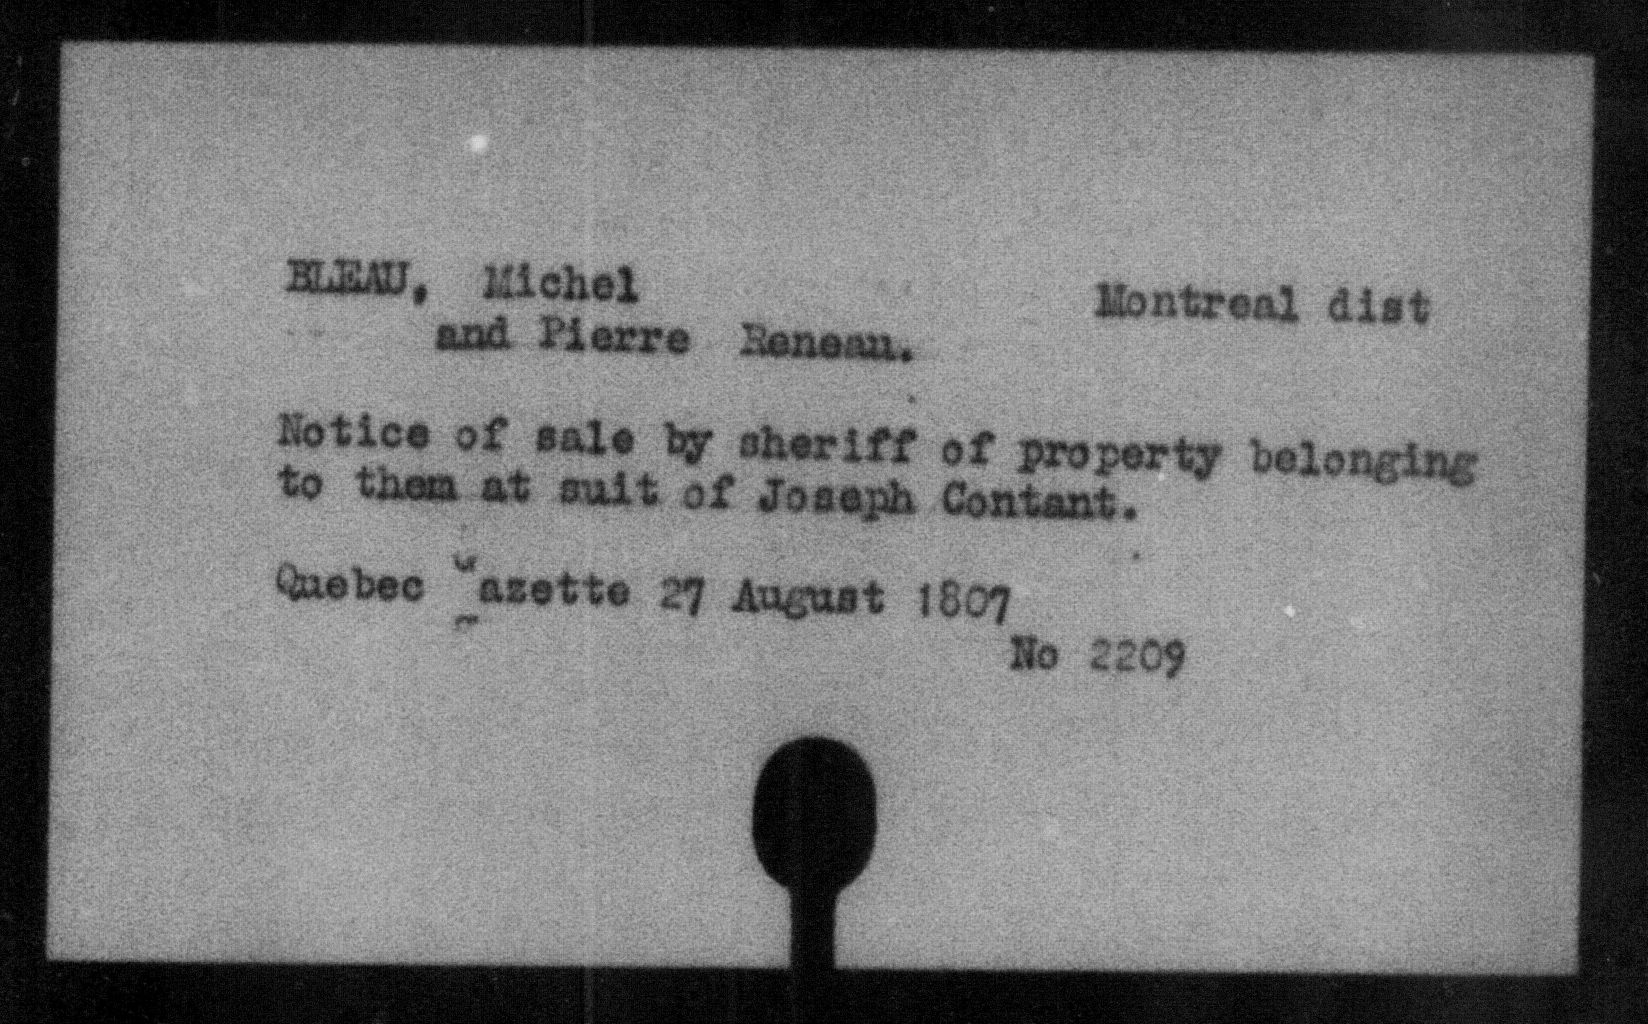 BLEAU, Michel Montreal dist
and Pierre Reneau.
Notice of sale by sheriff of property belonging
to them at suit of Joseph Contant.
Quebec Gazette 27 August 1807
No 2209